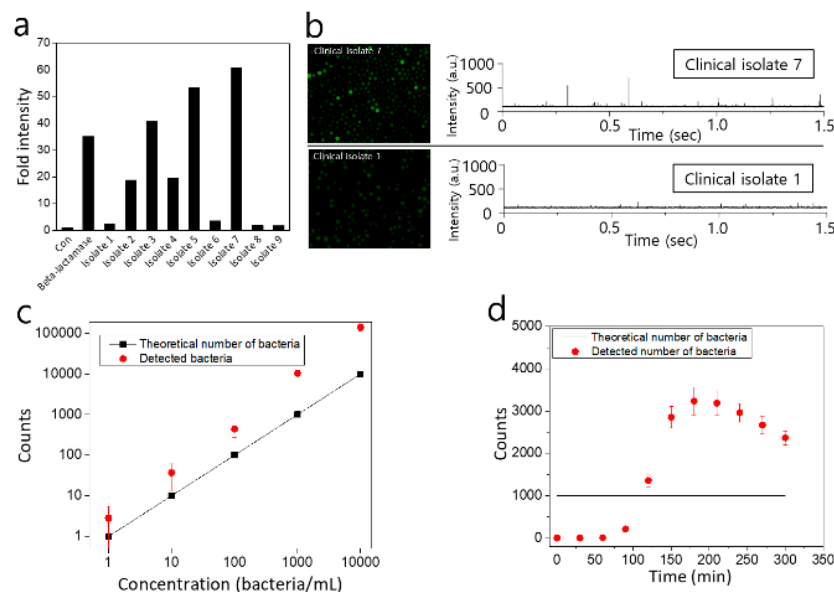 a
Fold intensity
70
60
50
40
30
20
10
0
Con
Beta-lactamase
Isolate 1
Isolate 2
Isolate 3
Isolate 4
Isolate 5
Isolate 6
Isolate 7
Isolate 8
Isolate 9
b
Clinical isolate 7
Intensity (a.u.)
1000
500
0
Clinical isolate 7
0 0.5 1.0 1.5
Time (sec)
Clinical isolate 1
Intensity (a.u.)
1000
500
0
Clinical isolate 1
0 0.5 1.0 1.5
Time (sec)
c
Counts
100000
10000
1000
100
10
1
Theoretical number of bacteria
Detected bacteria
1 10 100 1000 10000
Concentration (bacteria/mL)
d
Counts
5000
4000
3000
2000
1000
0
Theoretical number of bacteria
Detected number of bacteria
0 50 100 150 200 250 300 350
Time (min)